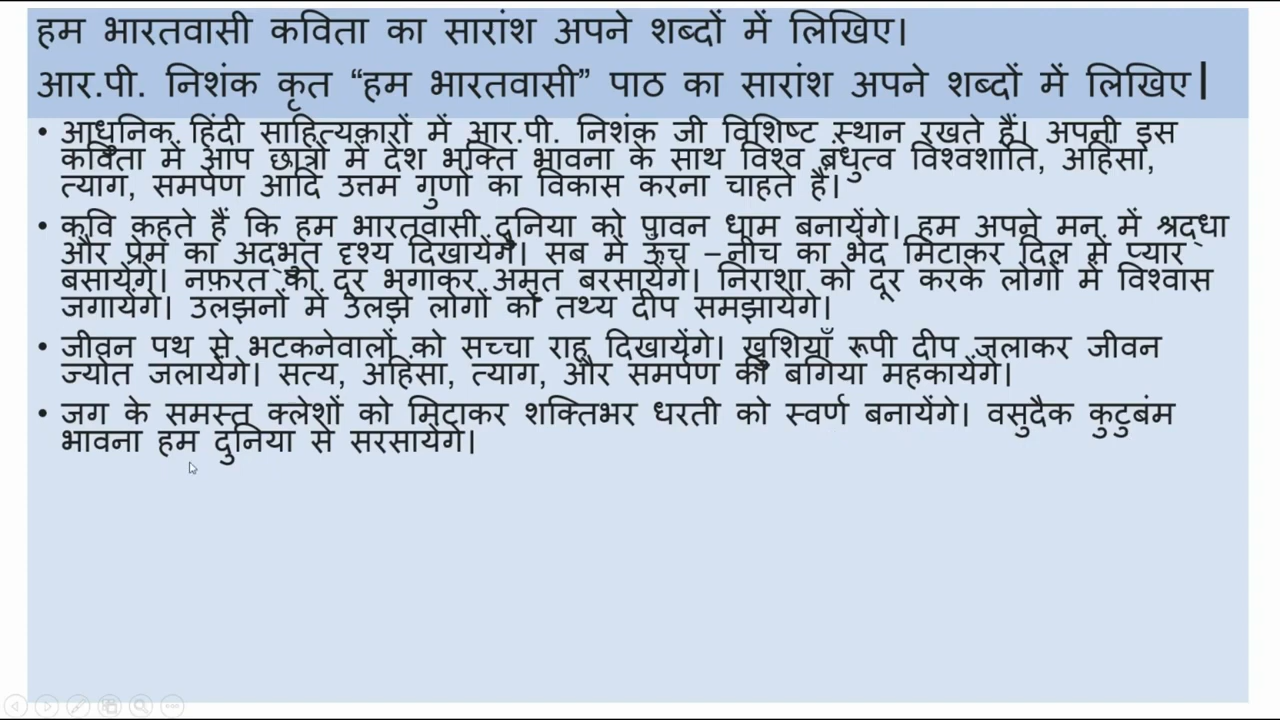 हम भारतवासी कविता का सारांश अपने शब्दों में लिखिए।
आर.पी. निशंक कृत “हम भारतवासी” पाठ का सारांश अपने शब्दों में लिखिए|
• आधुनिक हिंदी साहित्यकारों में आर.पी. निशंक जी विशिष्ट स्थान रखते हैं। अपनी इस
कविता में आप छात्रों में देश भक्ति भावना के साथ विश्व बंधुत्व विश्वशांति, अहिंसा,
त्याग, समर्पण आदि उत्तम गुणों का विकास करना चाहते हैं।
• कवि कहते हैं कि हम भारतवासी दुनिया को पावन धाम बनायेंगे। हम अपने मन में श्रद्धा
और प्रेम का अद्भुत दृश्य दिखायेंगे। सब में ऊँच –नीच का भेद मिटाकर दिल में प्यार
बसायेंगे। नफ़रत को दूर भगाकर अमृत बरसायेंगे। निराशा को दूर करके लोगों में विश्वास
जगायेंगे। उलझनों में उलझे लोगों को तथ्य दीप समझायेंगे।
• जीवन पथ से भटकनेवालों को सच्चा राह दिखायेंगे। खुशियाँ रूपी दीप जलाकर जीवन
ज्योत जलायेंगे। सत्य, अहिंसा, त्याग, और समर्पण की बगिया महकायेंगे।
• जग के समस्त क्लेशों को मिटाकर शक्तिभर धरती को स्वर्ण बनायेंगे। वसुदैक कुटुबंम
भावना हम दुनिया से सरसायेंगे।